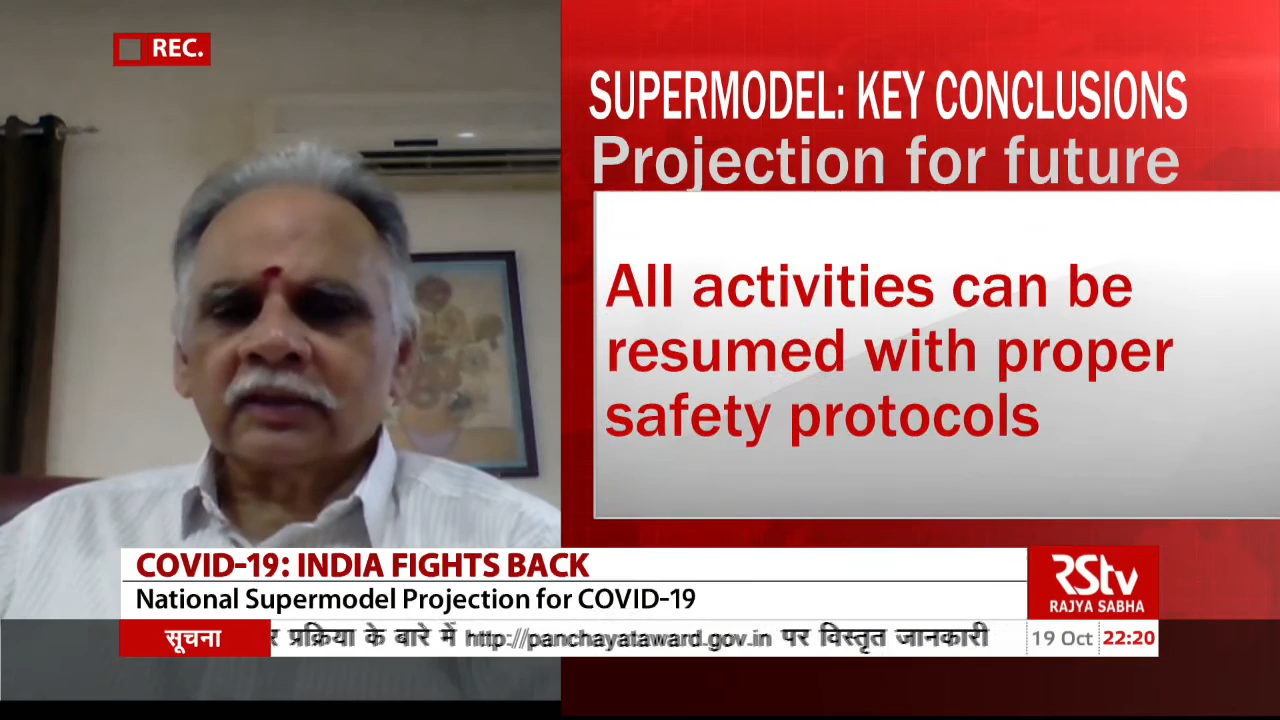 REC.
SUPERMODEL: KEY CONCLUSIONS
Projection for future
All activities can be
resumed with proper
safety protocols
COVID-19: INDIA FIGHTS BACK
National Supermodel Projection for COVID-19
RSTV
RAJYA SABHA
सूचना
र प्रक्रिया के बारे में http://panchayataward.gov.in पर विस्तृत जानकारी
19 Oct 22:20